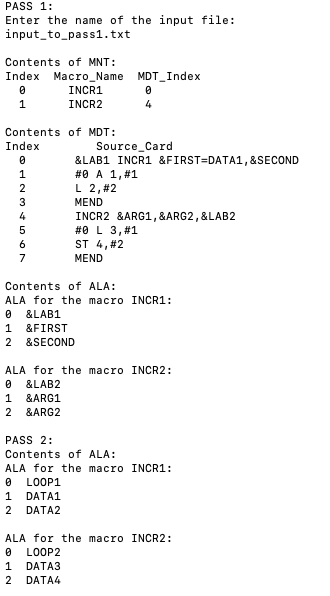 PASS 1:
Enter the name of the input file:
input_to_pass1.txt
Contents of MNT:
Index Macro_Name MDT_Index
0 INCR1 0
1 INCR2 4
Contents of MDT:
Index Source_Card
0 &LAB1 INCR1 &FIRST=DATA1,&SECOND
1 #0 A 1,#1
2 L 2,#2
3 MEND
4 INCR2 &ARG1,&ARG2,&LAB2
5 #0 L 3,#1
6 ST 4,#2
7 MEND
Contents of ALA:
ALA for the macro INCR1:
0 &LAB1
1 &FIRST
2 &SECOND
ALA for the macro INCR2:
0 &LAB2
1 &ARG1
2 &ARG2
PASS 2:
Contents of ALA:
ALA for the macro INCR1:
0 LOOP1
1 DATA1
2 DATA2
ALA for the macro INCR2:
0 LOOP2
1 DATA3
2 DATA4